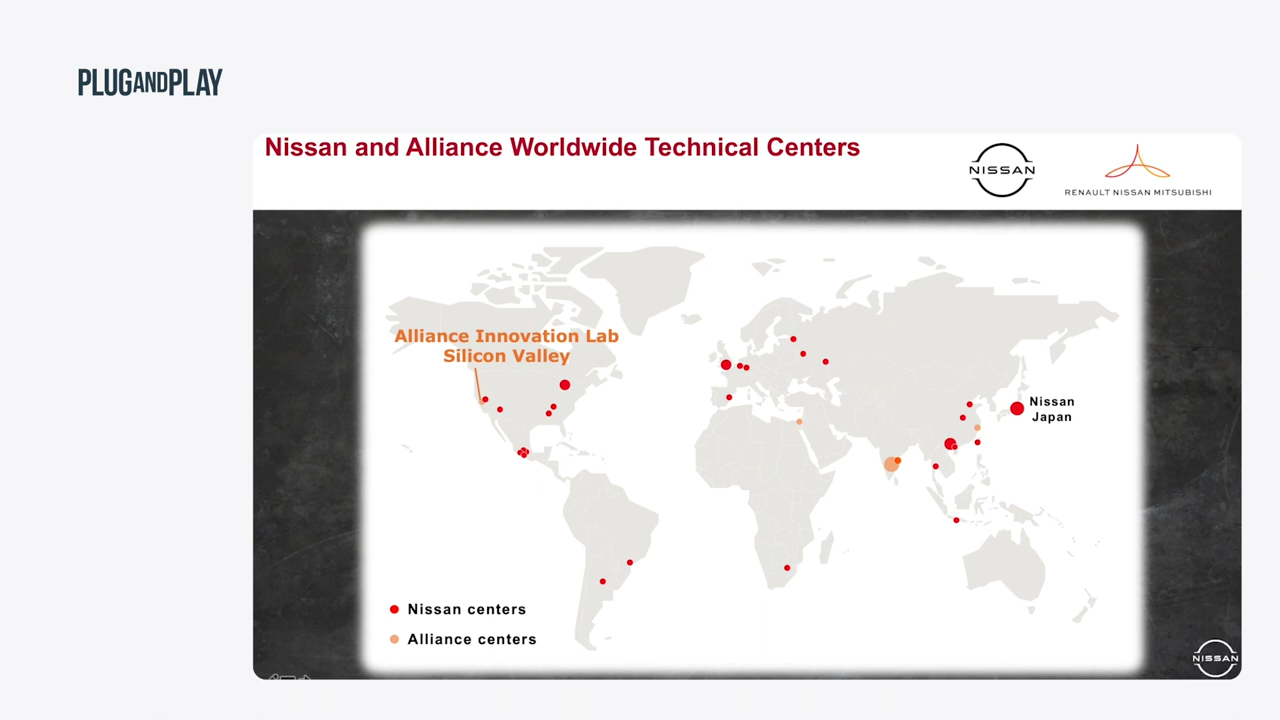 PLUGANDPLAY
Nissan and Alliance Worldwide Technical Centers
NISSAN
RENAULT NISSAN MITSUBISHI
Alliance Innovation Lab
Silicon Valley
Nissan
Japan
Nissan centers
Alliance centers
NISSAN